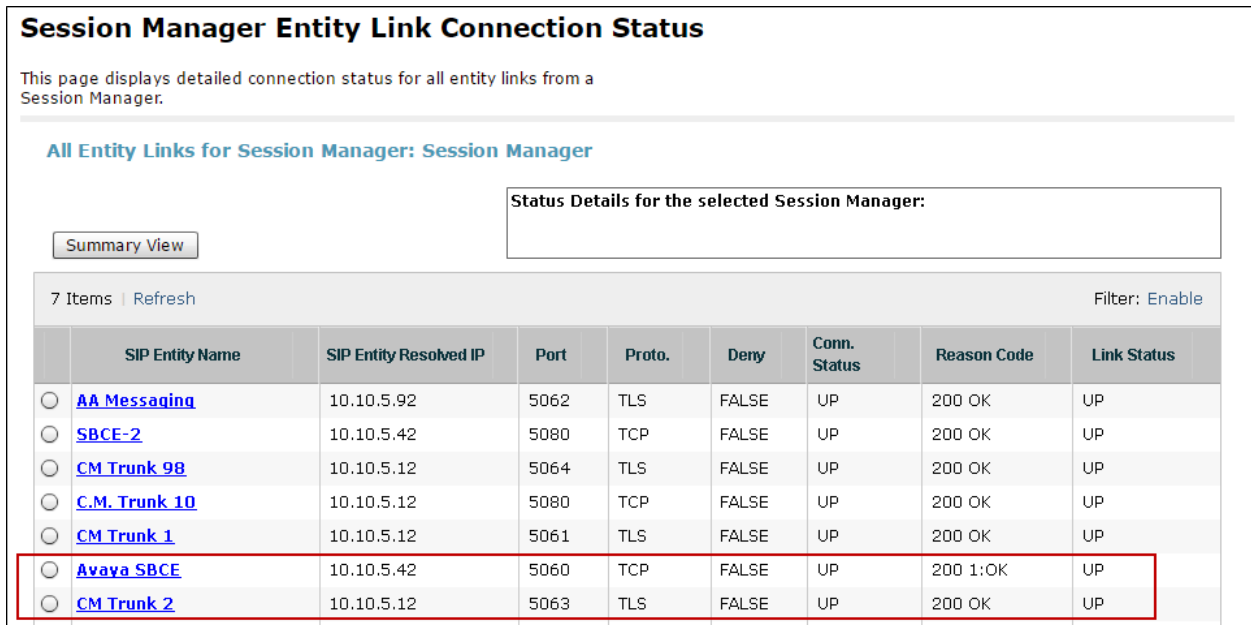 Session Manager Entity Link Connection Status
This page displays detailed connection status for all entity links from a
Session Manager.
All Entity Links for Session Manager: Session Manager
Status Details for the selected Session Manager:
Summary View
7 Items | Refresh Filter: Enable
SIP Entity Name SIP Entity Resolved IP Port Proto. Deny Conn. Status Reason Code Link Status
AA Messaging 10.10.5.92 5062 TLS FALSE UP 200 OK UP
SBCE-2 10.10.5.42 5080 TCP FALSE UP 200 OK UP
CM Trunk 98 10.10.5.12 5064 TLS FALSE UP 200 OK UP
C.M. Trunk 10 10.10.5.12 5080 TCP FALSE UP 200 OK UP
CM Trunk 1 10.10.5.12 5061 TLS FALSE UP 200 OK UP
Avaya SBCE 10.10.5.42 5060 TCP FALSE UP 200 1:OK UP
CM Trunk 2 10.10.5.12 5063 TLS FALSE UP 200 OK UP